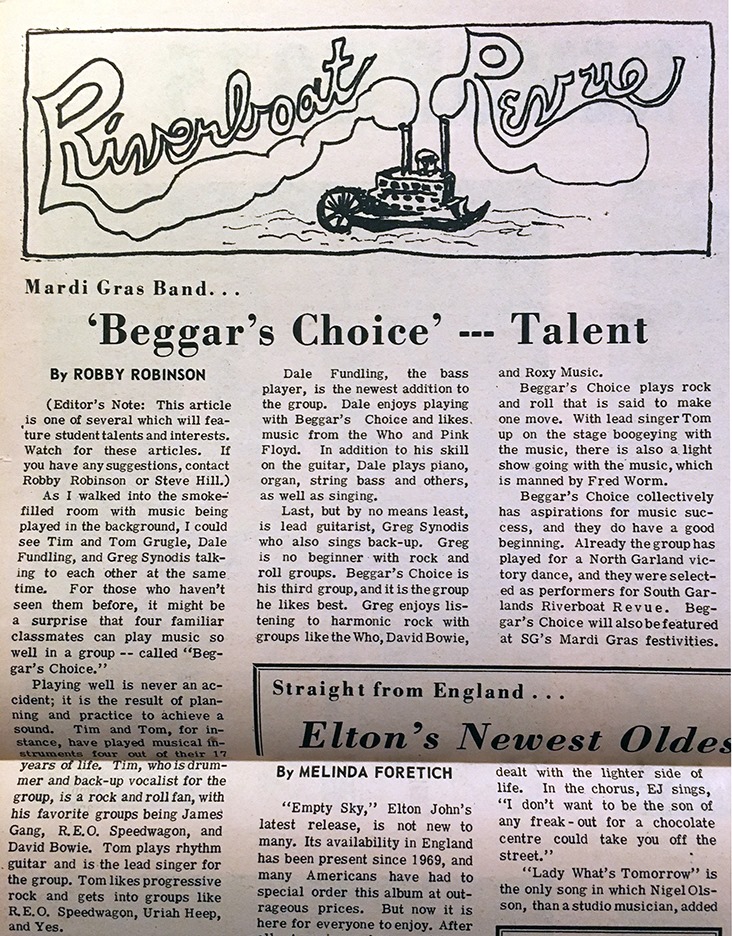 Riverboat Revue
Mardi Gras Band...
‘Beggar’s Choice’ --- Talent
By ROBBY ROBINSON
(Editor's Note: This article
is one of several which will fea-
ture student talents and interests.
Watch for these articles. If
you have any suggestions, contact
Robby Robinson or Steve Hill.)
As I walked into the smoke-
filled room with music being
played in the background, I could
see Tim and Tom Grugle, Dale
Fundling, and Greg Synodis talk-
ing to each other at the same
time. For those who haven't
seen them before, it might be
a surprise that four familiar
classmates can play music so
well in a group -- called "Beg-
gar's Choice."
Playing well is never an ac-
cident; it is the result of plan-
ning and practice to achieve a
sound. Tim and Tom, for in-
stance, have played musical in-
struments four out of their 17
years of life. Tim, who is drum-
mer and back-up vocalist for the
group, is a rock and roll fan, with
his favorite groups being James
Gang, R.E.O. Speedwagon, and
David Bowie. Tom plays rhythm
guitar and is the lead singer for
the group. Tom likes progressive
rock and gets into groups like
R.E.O. Speedwagon, Uriah Heep,
and Yes.
Dale Fundling, the bass
player, is the newest addition to
the group. Dale enjoys playing
with Beggar's Choice and likes
music from the Who and Pink
Floyd. In addition to his skill
on the guitar, Dale plays piano,
organ, string bass and others,
as well as singing.
Last, but by no means least,
is lead guitarist, Greg Synodis
who also sings back-up. Greg
is no beginner with rock and
roll groups. Beggar's Choice is
his third group, and it is the group
he likes best. Greg enjoys lis-
tening to harmonic rock with
groups like the Who, David Bowie,
and Roxy Music.
Beggar's Choice plays rock
and roll that is said to make
one move. With lead singer Tom
up on the stage boogeying with
the music, there is also a light
show going with the music, which
is manned by Fred Worm.
Beggar's Choice collectively
has aspirations for music suc-
cess, and they do have a good
beginning. Already the group has
played for a North Garland vic-
tory dance, and they were select-
ed as performers for South Gar-
lands Riverboat Revue. Beg-
gar's Choice will also be featured
at SG's Mardi Gras festivities.
Straight from England ...
Elton's Newest Oldes
By MELINDA FORETICH
"Empty Sky," Elton John's
latest release, is not new to
many. Its availability in England
has been present since 1969, and
many Americans have had to
special order this album at out-
rageous prices. But now it is
here for everyone to enjoy. After
dealt with the lighter side of
life. In the chorus, EJ sings,
"I don't want to be the son of
any freak-out for a chocolate
centre could take you off the
street."
"Lady What's Tomorrow" is
the only song in which Nigel Ols-
son, than a studio musician, added